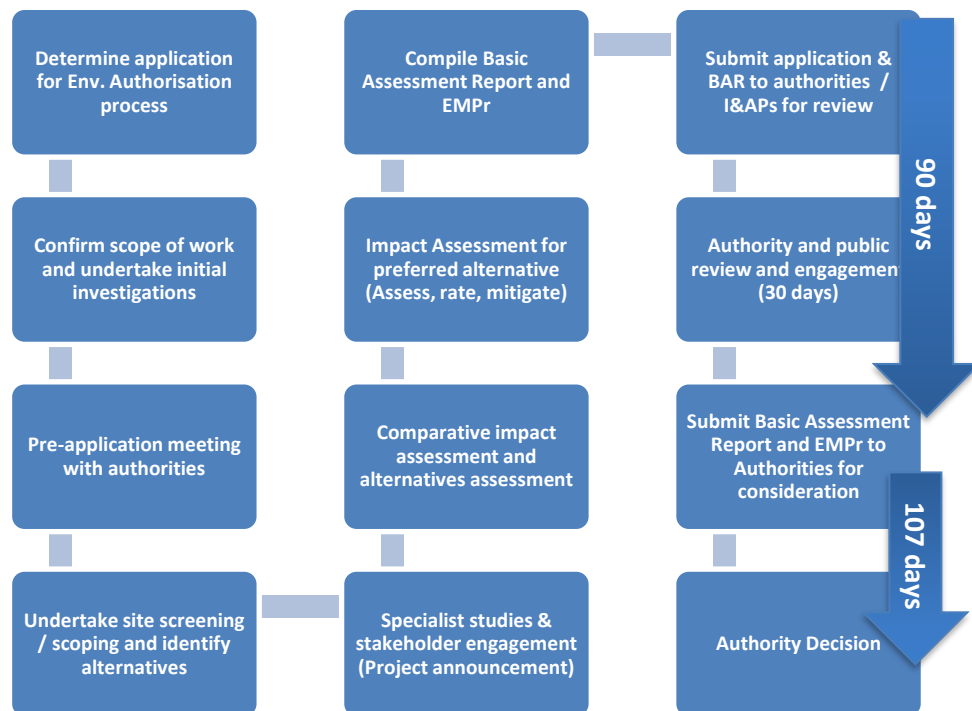 Determine application
for Env. Authorisation
process
Confirm scope of work
and undertake initial
investigations
Pre-application meeting
with authorities
Undertake site screening
/ scoping and identify
alternatives
Specialist studies &
stakeholder engagement
(Project announcement)
Comparative impact
assessment and
alternatives assessment
Impact Assessment for
preferred alternative
(Assess, rate, mitigate)
Compile Basic
Assessment Report and
EMPr
Submit application &
BAR to authorities /
I&APs for review
Authority and public
review and engagement
(30 days)
Submit Basic Assessment
Report and EMPr to
Authorities for
consideration
Authority Decision
90 days
107 days